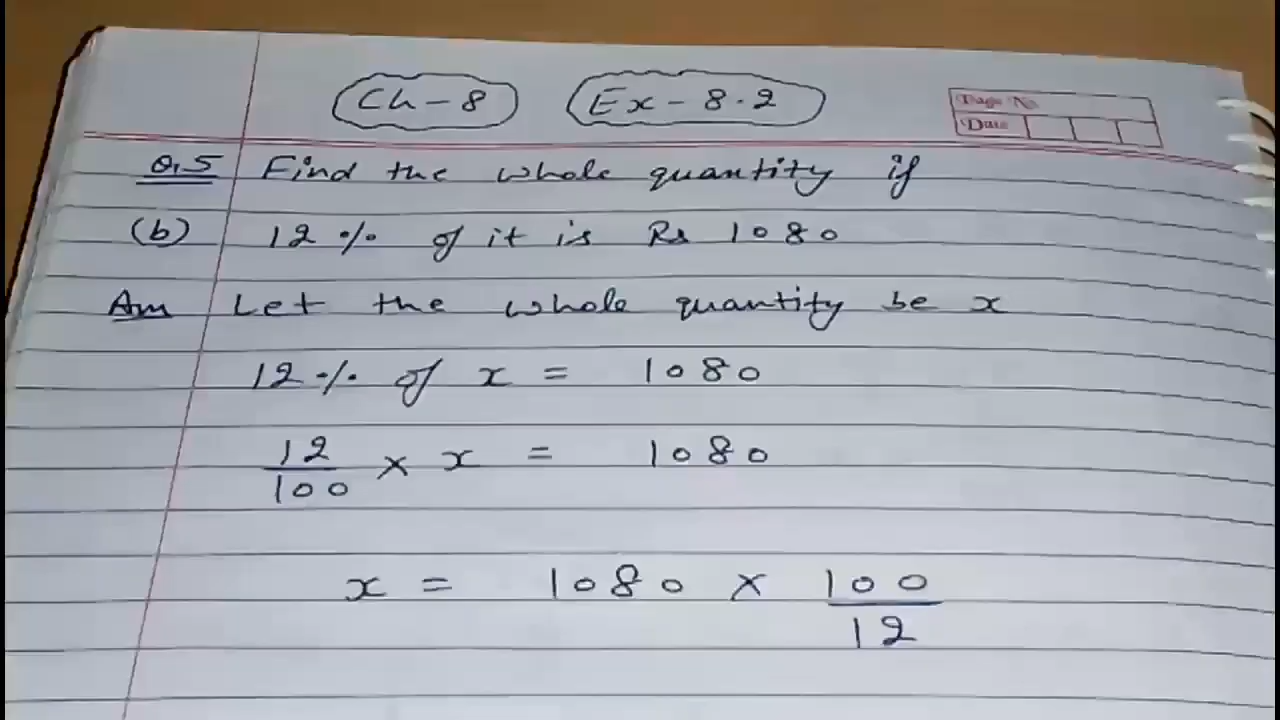 Ch - 8 Ex - 8.2
Page No.
Date
Q.5 Find the whole quantity if
(b) 12 % of it is Rs 1080
Ans Let the whole quantity be x
12 % of x = 1080
12/100 × x = 1080
x = 1080 × 100/12